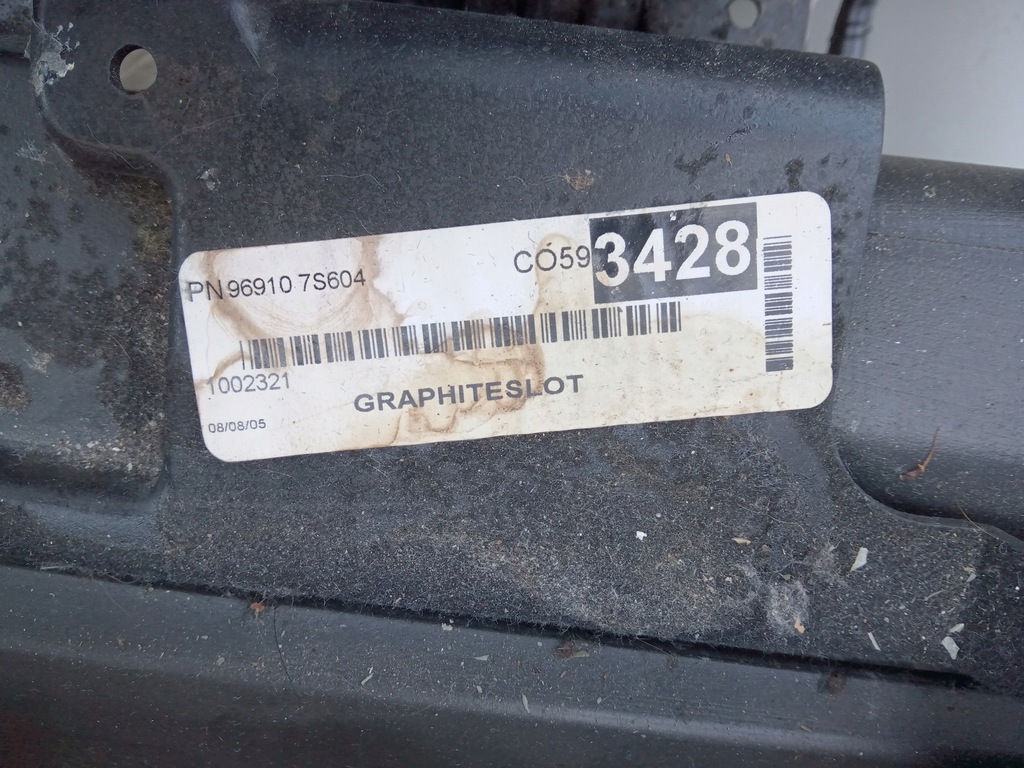 PN 96910 7S604 CO59 3428
1002321
GRAPHITESLOT
08/08/05